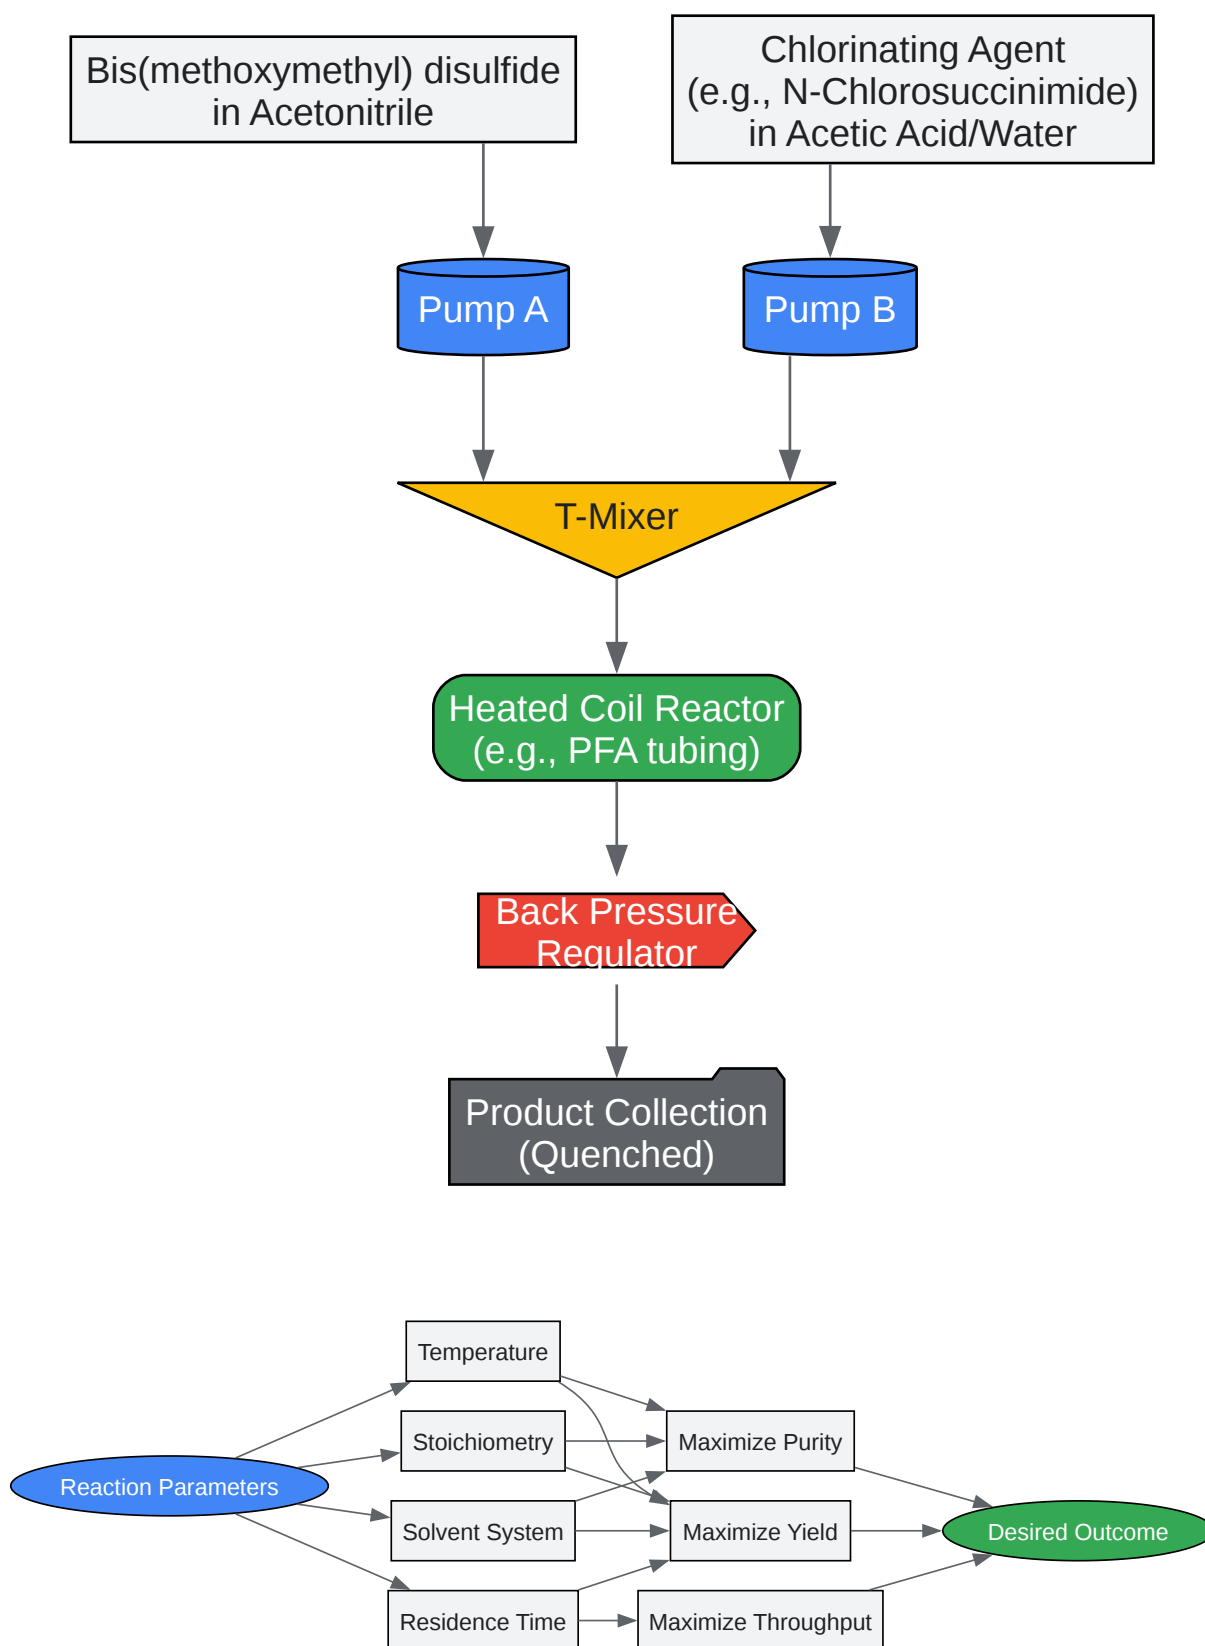 Bis(methoxymethyl) disulfide
in Acetonitrile
Chlorinating Agent
(e.g., N-Chlorosuccinimide)
in Acetic Acid/Water
Pump A
Pump B
T-Mixer
Heated Coil Reactor
(e.g., PFA tubing)
Back Pressure
Regulator
Product Collection
(Quenched)
Temperature
Stoichiometry
Maximize Purity
Reaction Parameters
Solvent System
Maximize Yield
Desired Outcome
Residence Time
Maximize Throughput